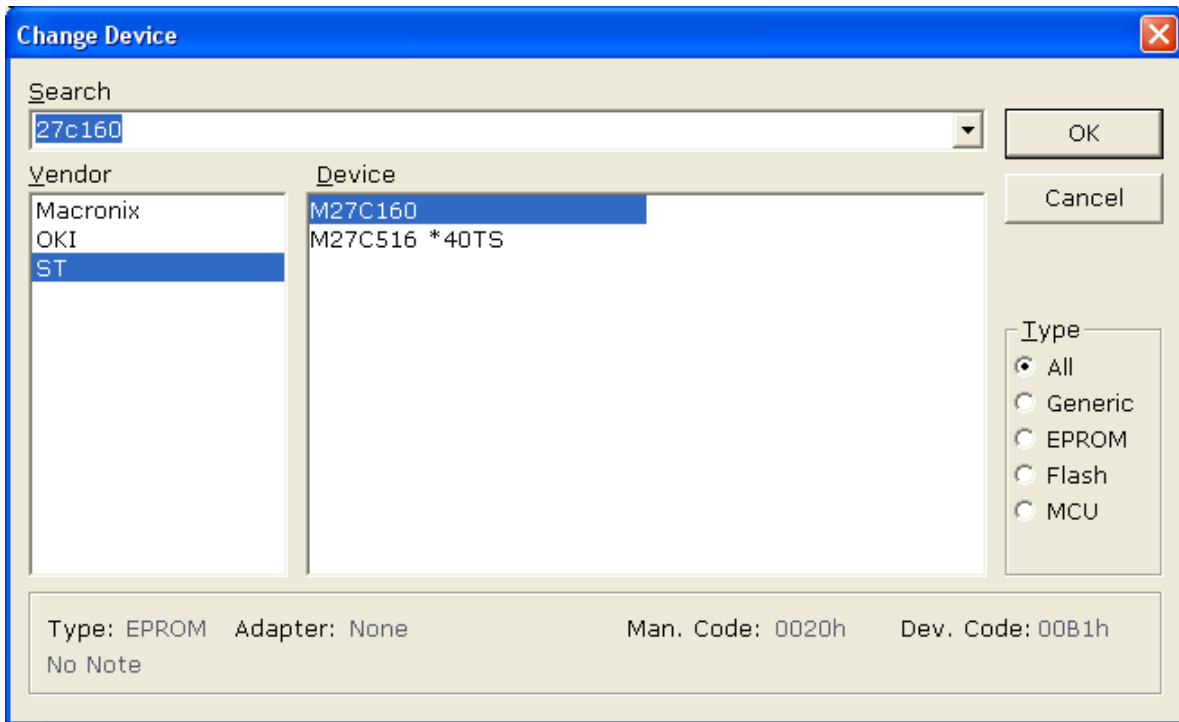 Change Device
Search
27c160
OK
Vendor
Device
Cancel
Macronix
OKI
ST
M27C160
M27C516 *40TS
Type
All
Generic
EPROM
Flash
MCU
Type: EPROM Adapter: None Man. Code: 0020h Dev. Code: 00B1h
No Note